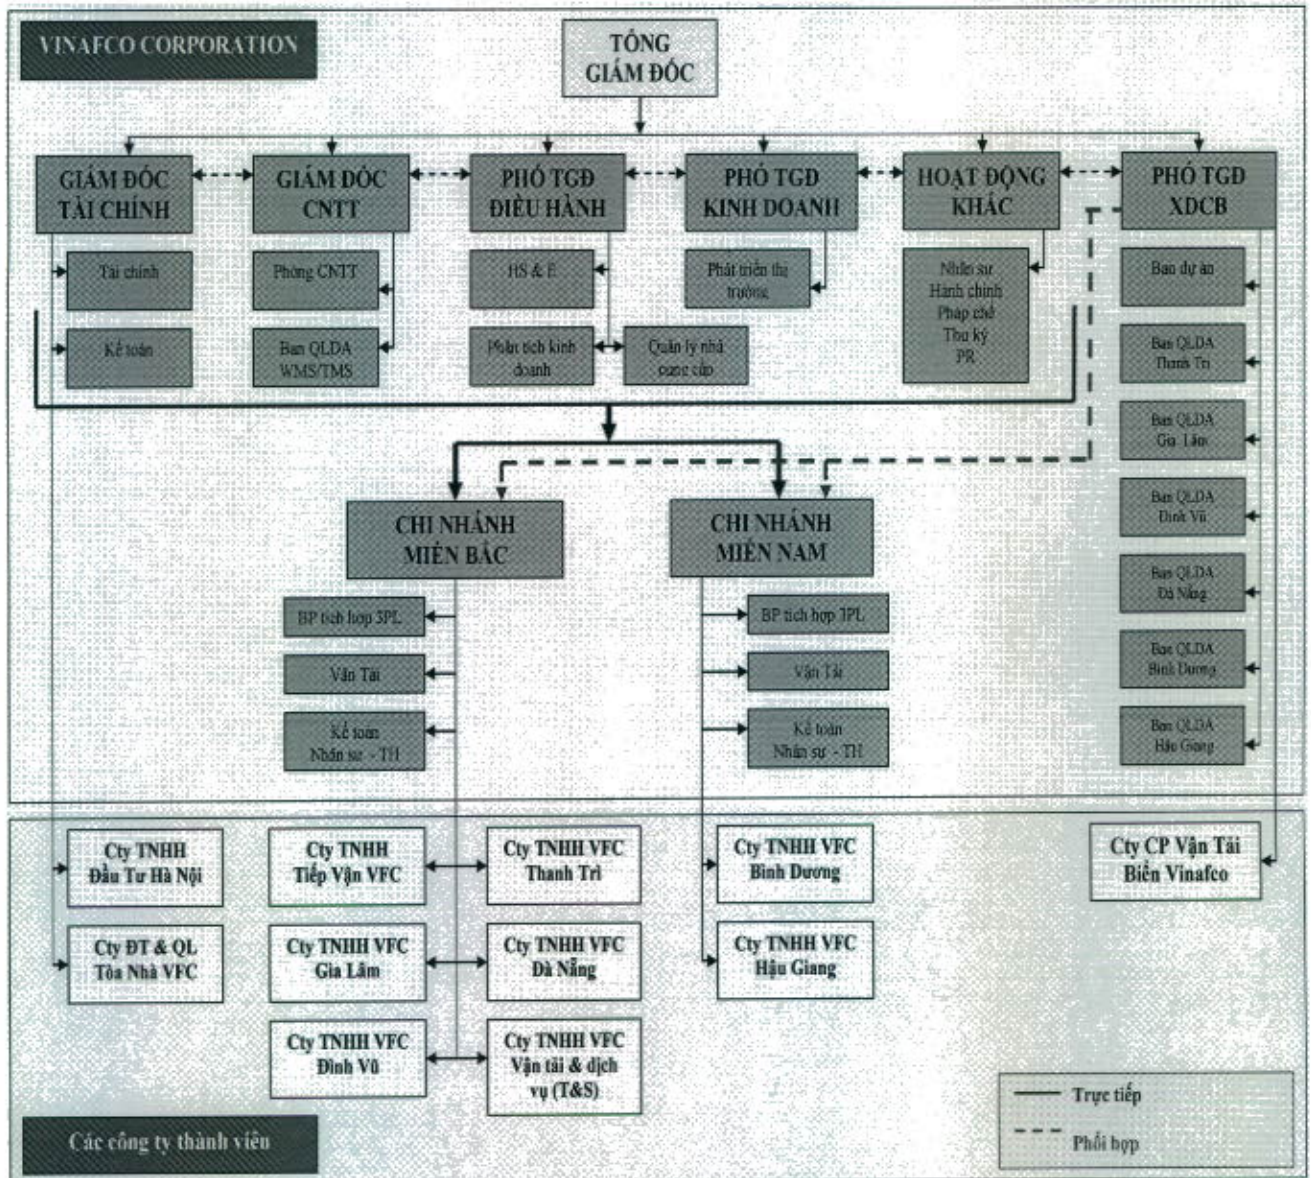 VINAFCO CORPORATION
TỔNG
GIÁM ĐỐC
GIÁM ĐỐC
TÀI CHÍNH
GIÁM ĐỐC
CNTT
PHÓ TGĐ
ĐIỀU HÀNH
PHÓ TGĐ
KINH DOANH
HOẠT ĐỘNG
KHÁC
PHÓ TGĐ
XDCB
Tài chính
Kế toán
Phòng CNTT
Ban QLDA
WMS/TMS
HS & E
Phân tích kinh
doanh
Quản lý nhà
cung cấp
Phát triển thị
trường
Nhân sự
Hành chính
Pháp chế
Thư ký
PR
Ban dự án
Ban QLDA
Thanh Trì
Ban QLDA
Gia Lâm
Ban QLDA
Đình Vũ
Ban QLDA
Đà Nẵng
Ban QLDA
Bình Dương
Ban QLDA
Hậu Giang
CHI NHÁNH
MIỀN BẮC
BP tích hợp 3PL
Vận Tải
Kế toán
Nhân sự - TH
CHI NHÁNH
MIỀN NAM
BP tích hợp 3PL
Vận Tải
Kế toán
Nhân sự - TH
Cty TNHH
Đầu Tư Hà Nội
Cty ĐT & QL
Tòa Nhà VFC
Cty TNHH
Tiếp Vận VFC
Cty TNHH VFC
Thanh Trì
Cty TNHH VFC
Gia Lâm
Cty TNHH VFC
Đà Nẵng
Cty TNHH VFC
Đình Vũ
Cty TNHH VFC
Vận tải & dịch
vụ (T&S)
Cty TNHH VFC
Bình Dương
Cty TNHH VFC
Hậu Giang
Cty CP Vận Tải
Biển Vinafco
Trực tiếp
Phối hợp
Các công ty thành viên